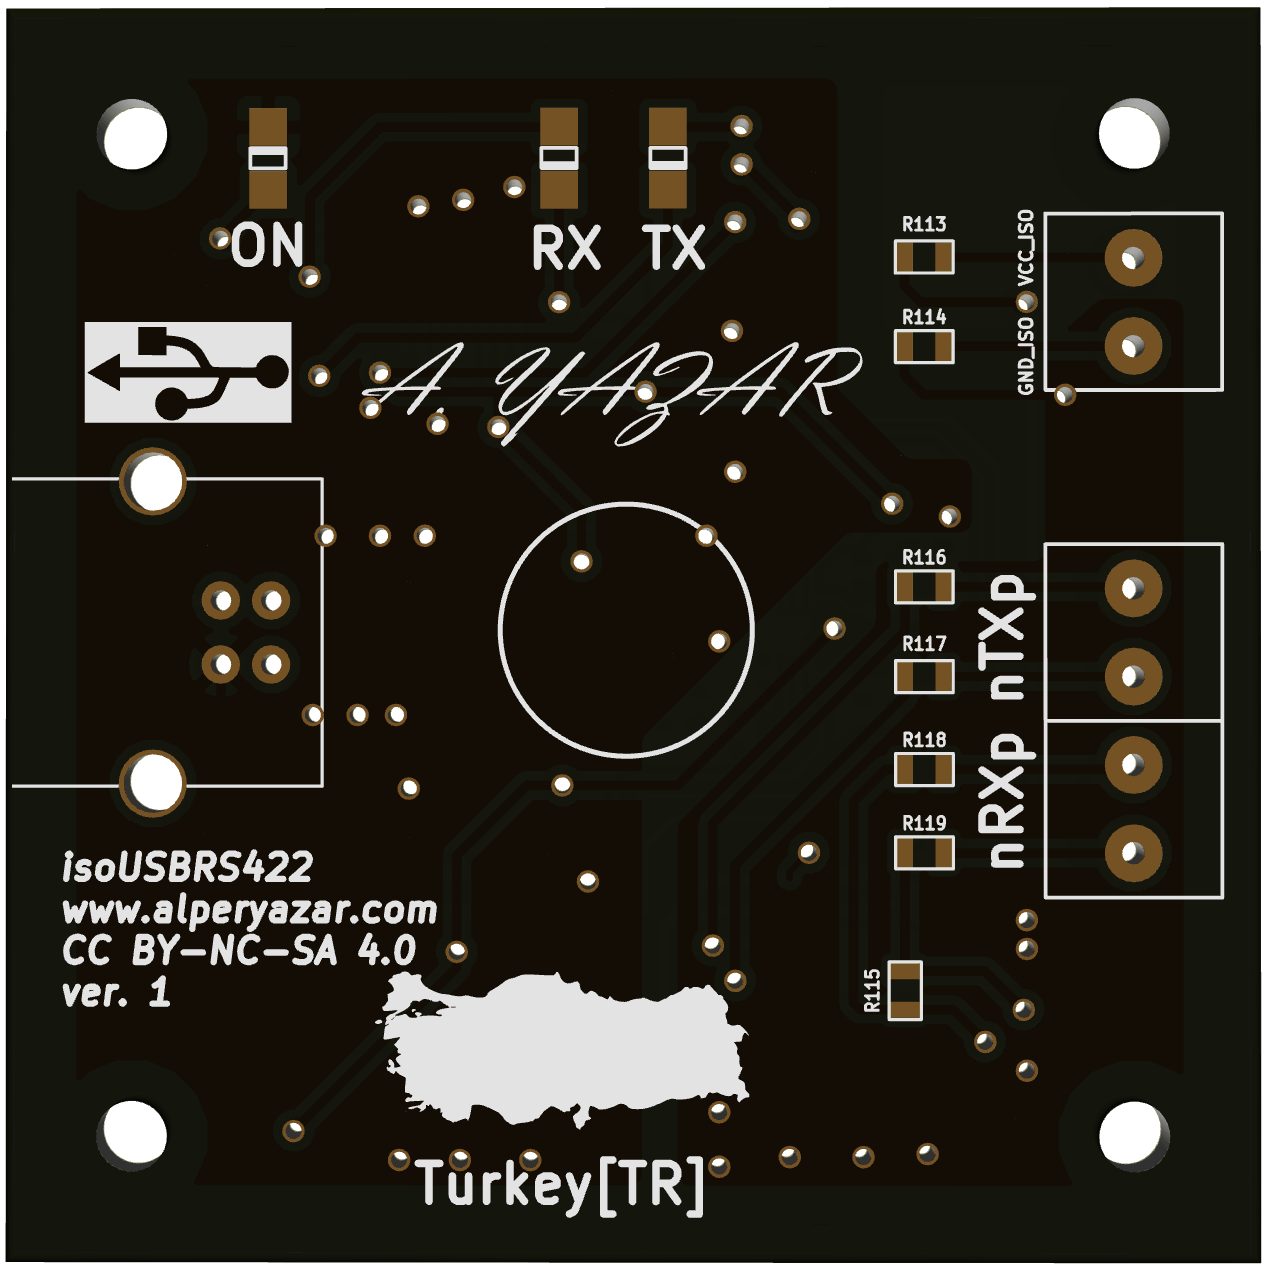 ON
RX
TX
R113
VCC_ISO
R114
GND_ISO
A YAZAR
R116
nTXp
R117
R118
nRXp
R119
isoUSBRS422
www.alperyazar.com
CC BY-NC-SA 4.0
ver. 1
R115
Turkey[TR]